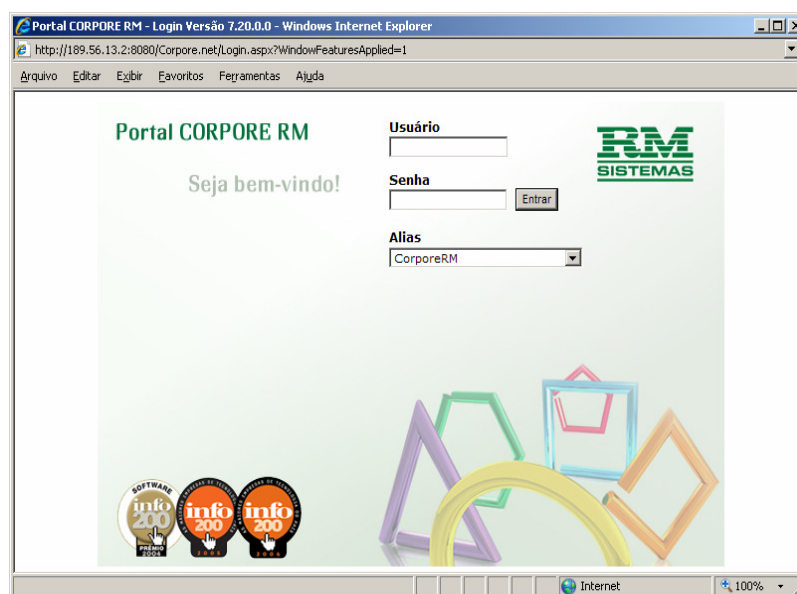 Portal CORPORE RM - Login Versão 7.20.0.0 - Windows Internet Explorer
http://189.56.13.2:8080/Corpore.net/Login.aspx?WindowFeaturesApplied=1
Arquivo Editar Exibir Favoritos Ferramentas Ajuda
Portal CORPORE RM
Seja bem-vindo!
Usuário
Senha
Entrar
Alias
CorporeRM
RM
SISTEMAS
SOFTWARE
info
200
PRÊMIO
2004
info
200
2005
info
200
2004
Internet
100%